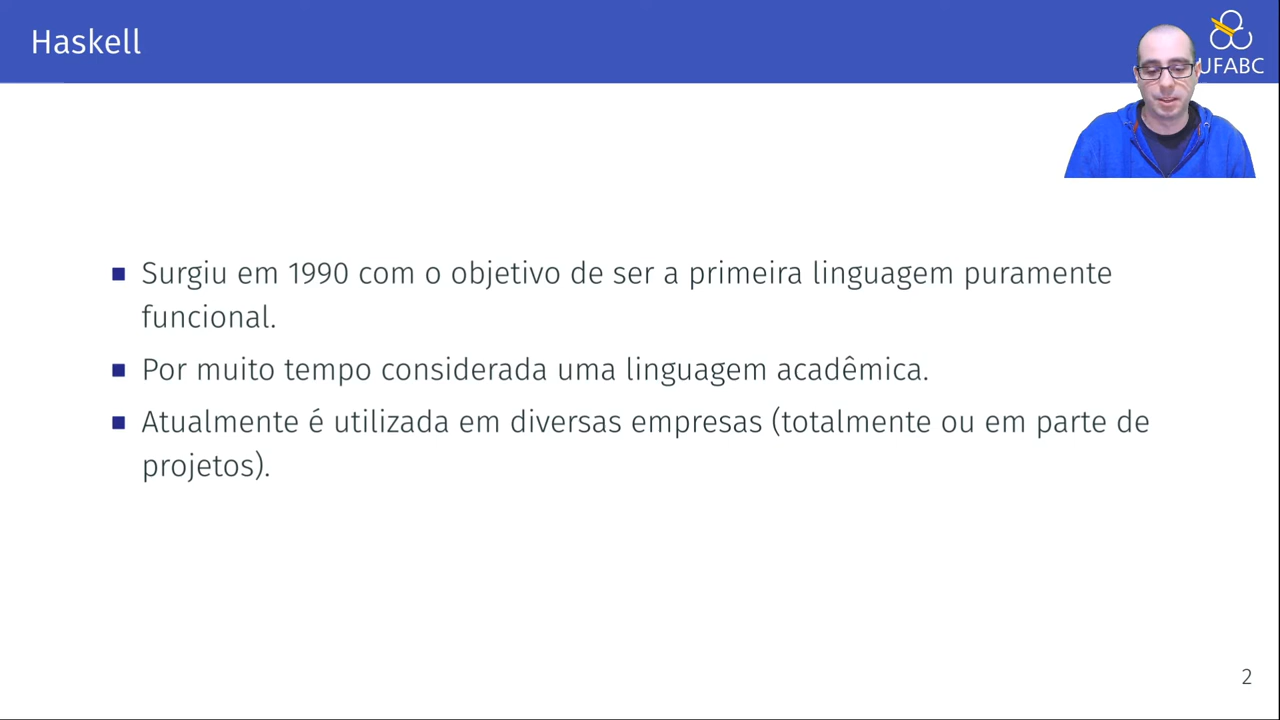 Haskell
UFABC
Surgiu em 1990 com o objetivo de ser a primeira linguagem puramente
funcional.
Por muito tempo considerada uma linguagem acadêmica.
Atualmente é utilizada em diversas empresas (totalmente ou em parte de
projetos).
2